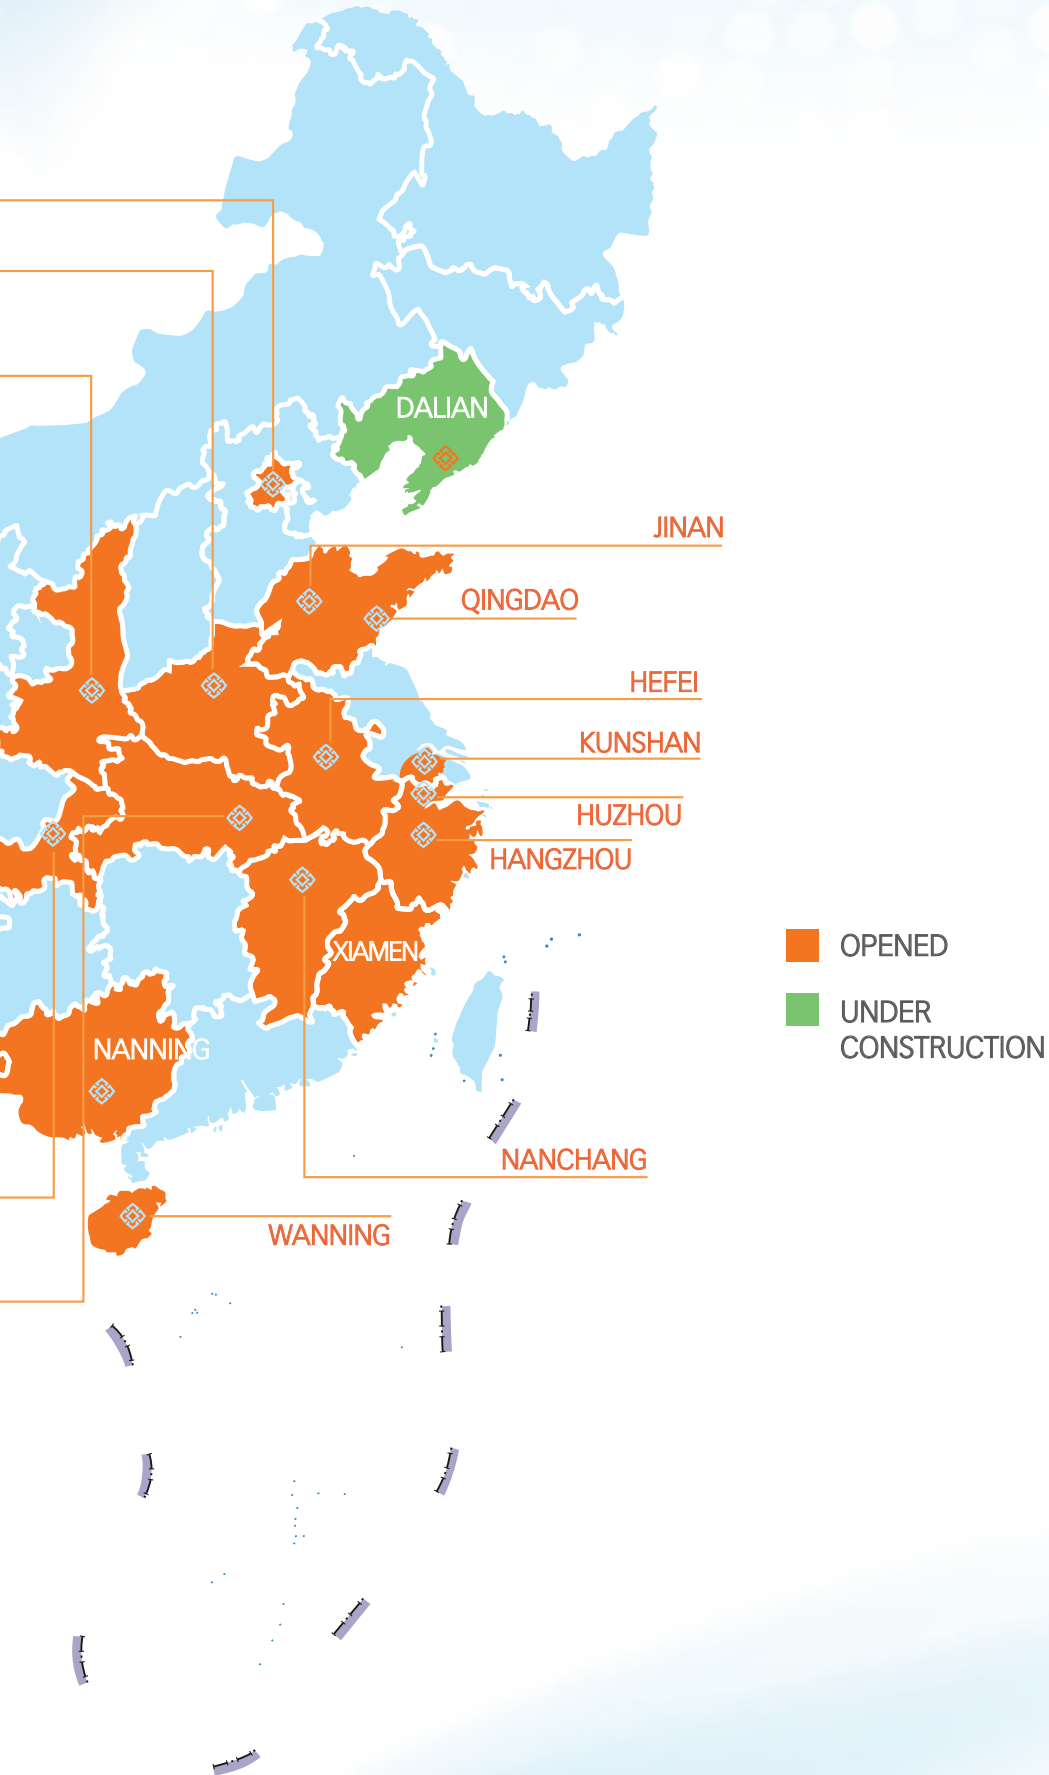 DALIAN
JINAN
QINGDAO
HEFEI
KUNSHAN
HUZHOU
HANGZHOU
XIAMEN
OPENED
UNDER
CONSTRUCTION
NANNING
NANCHANG
WANNING